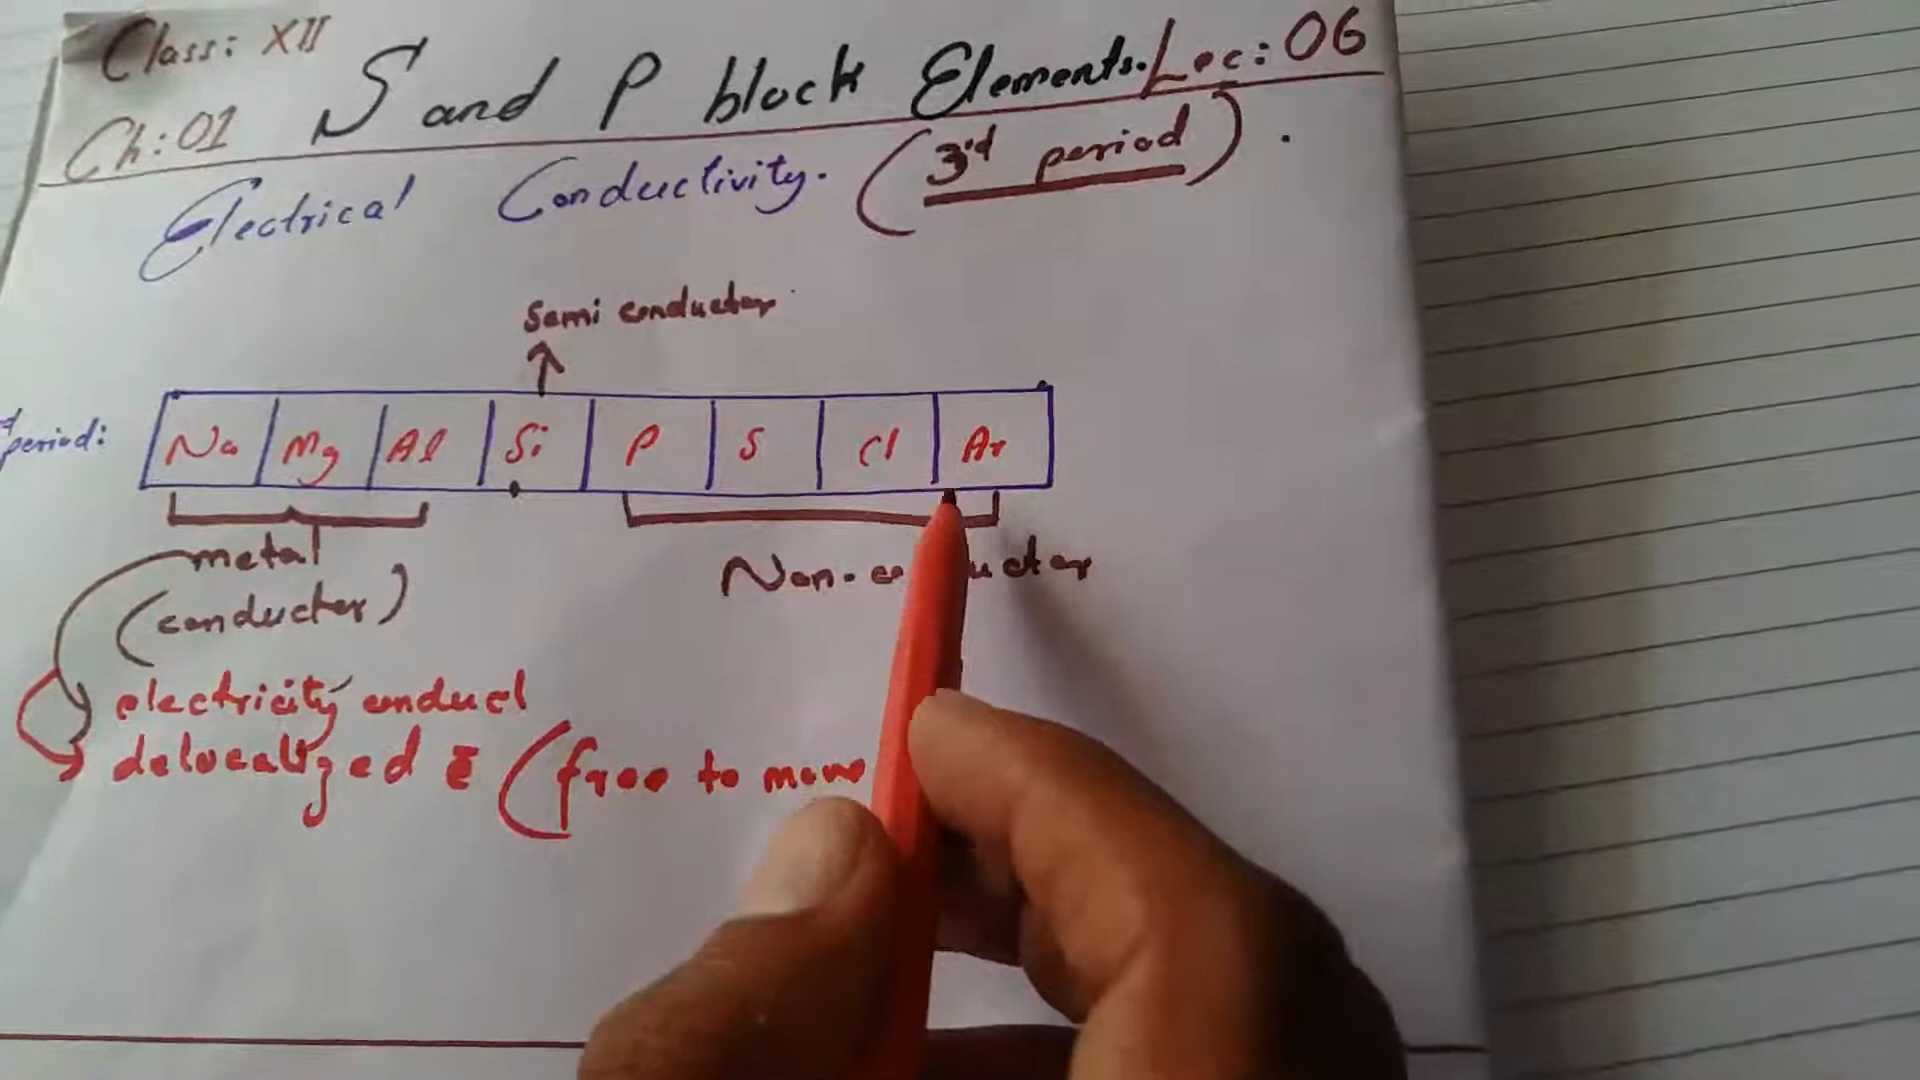 Class: XII
Ch: 01 S and P block Elements. Lec: 06
Electrical Conductivity. (3rd period).
Semi conductor
period: Na Mg Al Si P S Cl Ar
metal
(conductor)
electricity conduct
delocalized ē (free to move